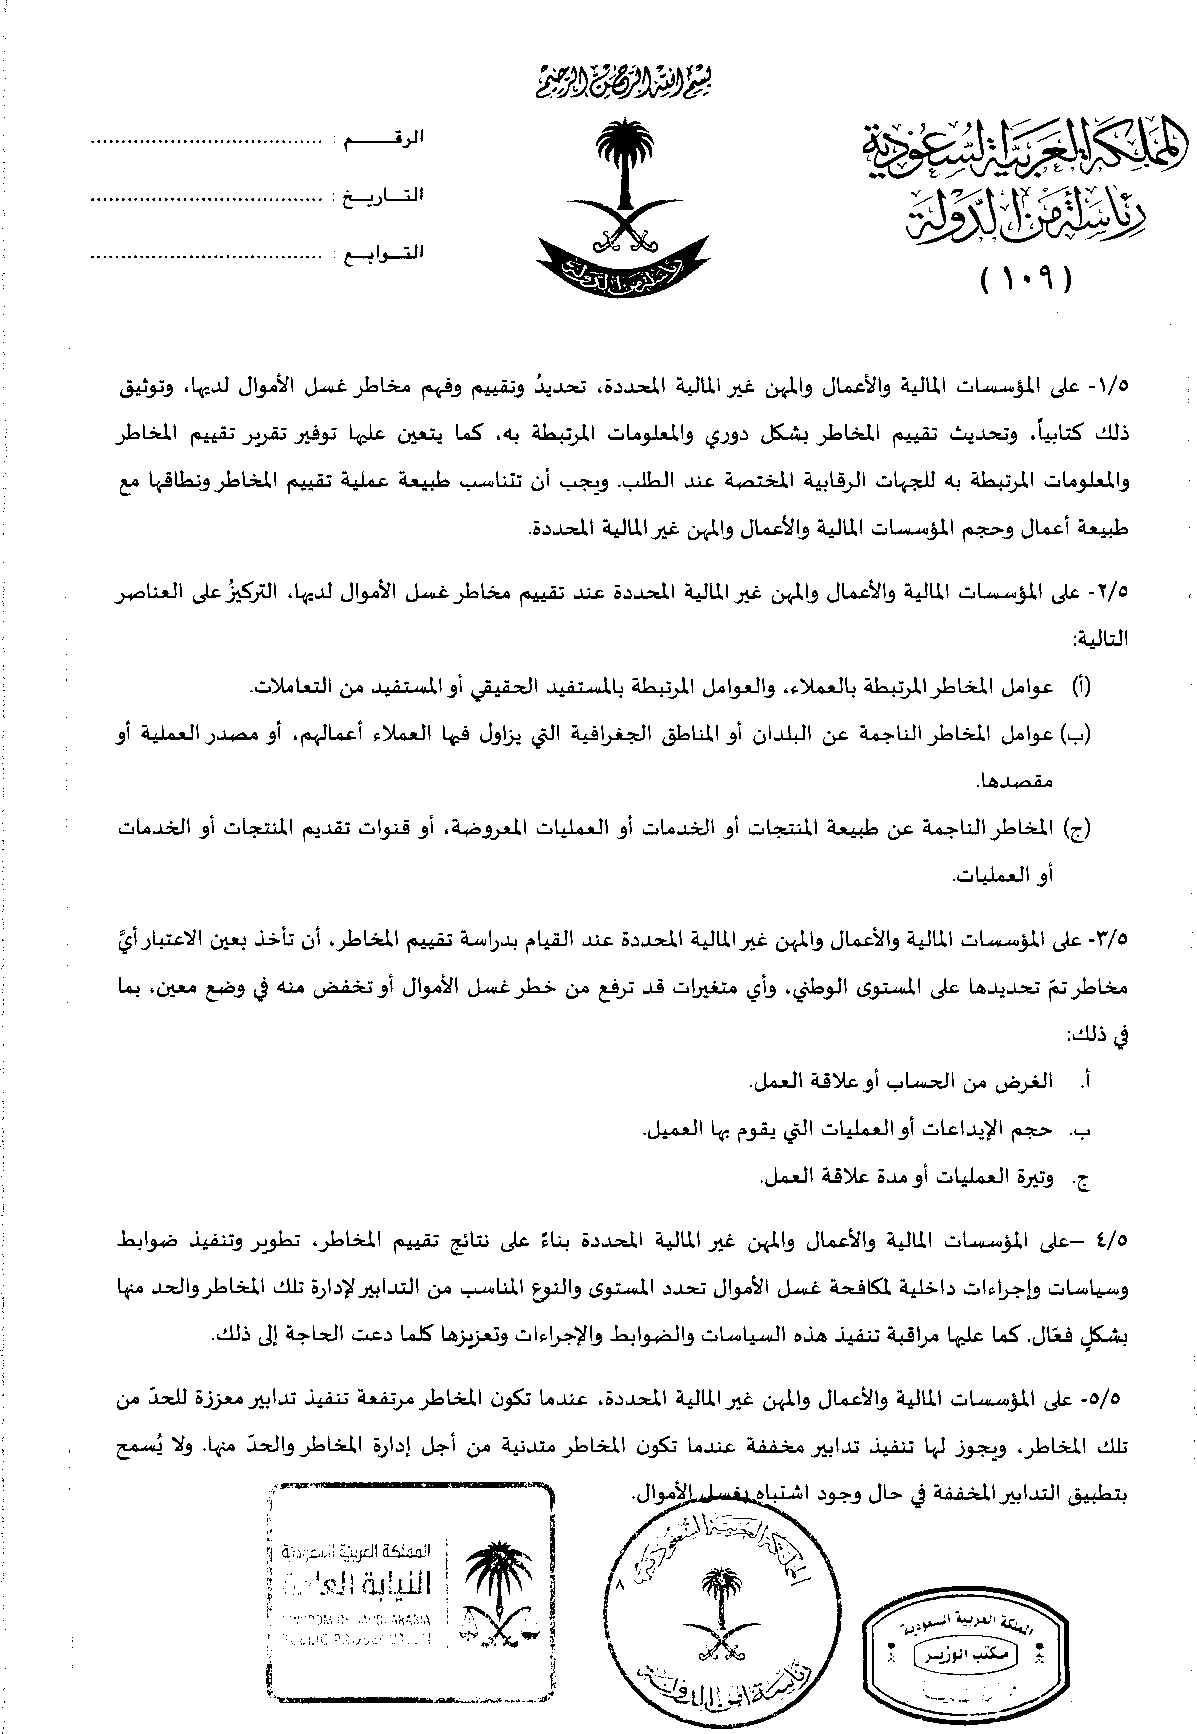 بسم الله الرحمن الرحيم
المملكة العربية السعودية
رئاسة أمن الدولة
(١٠٩)
الرقـــــم : ......................................
التـــاريـــخ : ......................................
التــوابــع : ......................................
رئاسة أمن الدولة
١/٥- على المؤسسات المالية والأعمال والمهن غير المالية المحددة، تحديدُ وتقييم وفهم مخاطر غسل الأموال لديها، وتوثيق
ذلك كتابياً، وتحديث تقييم المخاطر بشكل دوري والمعلومات المرتبطة به، كما يتعين عليها توفير تقرير تقييم المخاطر
والمعلومات المرتبطة به للجهات الرقابية المختصة عند الطلب. ويجب أن تتناسب طبيعة عملية تقييم المخاطر ونطاقها مع
طبيعة أعمال وحجم المؤسسات المالية والأعمال والمهن غير المالية المحددة.
٢/٥- على المؤسسات المالية والأعمال والمهن غير المالية المحددة عند تقييم مخاطر غسل الأموال لديها، التركيزُ على العناصر
التالية:
(أ) عوامل المخاطر المرتبطة بالعملاء، والعوامل المرتبطة بالمستفيد الحقيقي أو المستفيد من التعاملات.
(ب) عوامل المخاطر الناجمة عن البلدان أو المناطق الجغرافية التي يزاول فيها العملاء أعمالهم، أو مصدر العملية أو
مقصدها.
(ج) المخاطر الناجمة عن طبيعة المنتجات أو الخدمات أو العمليات المعروضة، أو قنوات تقديم المنتجات أو الخدمات
أو العمليات.
٣/٥- على المؤسسات المالية والأعمال والمهن غير المالية المحددة عند القيام بدراسة تقييم المخاطر، أن تأخذ بعين الاعتبار أيَّ
مخاطر تمّ تحديدها على المستوى الوطني، وأي متغيرات قد ترفع من خطر غسل الأموال أو تخفض منه في وضع معين، بما
في ذلك:
أ. الغرض من الحساب أو علاقة العمل.
ب. حجم الإيداعات أو العمليات التي يقوم بها العميل.
ج. وتيرة العمليات أو مدة علاقة العمل.
٤/٥ –على المؤسسات المالية والأعمال والمهن غير المالية المحددة بناءً على نتائج تقييم المخاطر، تطوير وتنفيذ ضوابط
وسياسات وإجراءات داخلية لمكافحة غسل الأموال تحدد المستوى والنوع المناسب من التدابير لإدارة تلك المخاطر والحد منها
بشكلٍ فعّال. كما عليها مراقبة تنفيذ هذه السياسات والضوابط والإجراءات وتعزيزها كلما دعت الحاجة إلى ذلك.
٥/٥- على المؤسسات المالية والأعمال والمهن غير المالية المحددة، عندما تكون المخاطر مرتفعة تنفيذ تدابير معززة للحدّ من
تلك المخاطر، ويجوز لها تنفيذ تدابير مخففة عندما تكون المخاطر متدنية من أجل إدارة المخاطر والحدّ منها. ولا يُسمح
بتطبيق التدابير المخففة في حال وجود اشتباه بغسل الأموال.
المملكة العربية السعودية
٨
رئاسة أمن الدولة
المملكة العربية السعودية
النيابة العامة
المملكة العربية السعودية
مكتب الوزير